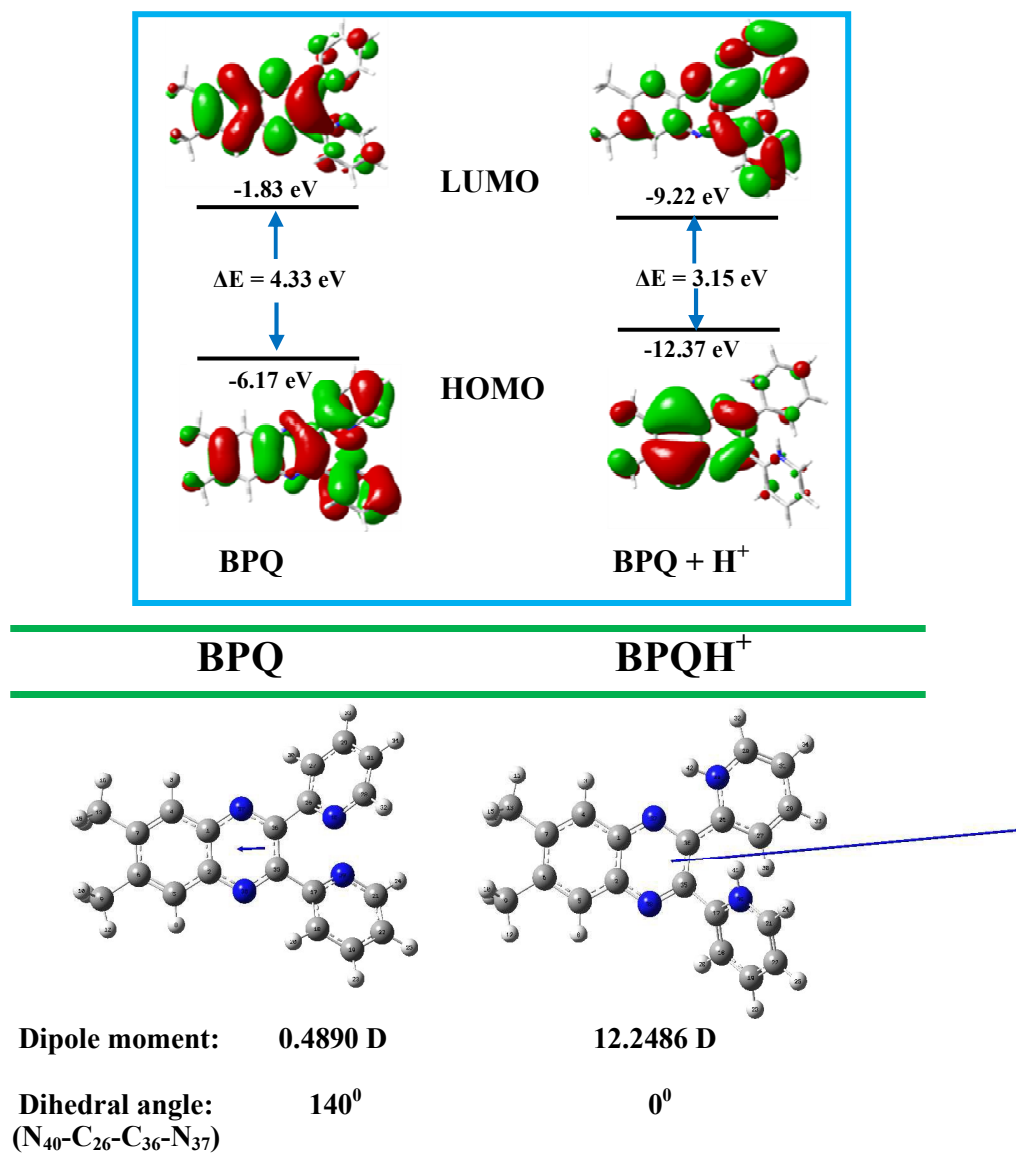 -1.83 eV
LUMO
-9.22 eV
ΔE = 4.33 eV
ΔE = 3.15 eV
-6.17 eV
HOMO
-12.37 eV
BPQ
BPQ + H⁺
BPQ
BPQH⁺
Dipole moment: 0.4890 D 12.2486 D
Dihedral angle: 140⁰ 0⁰
(N₄₀-C₂₆-C₃₆-N₃₇)